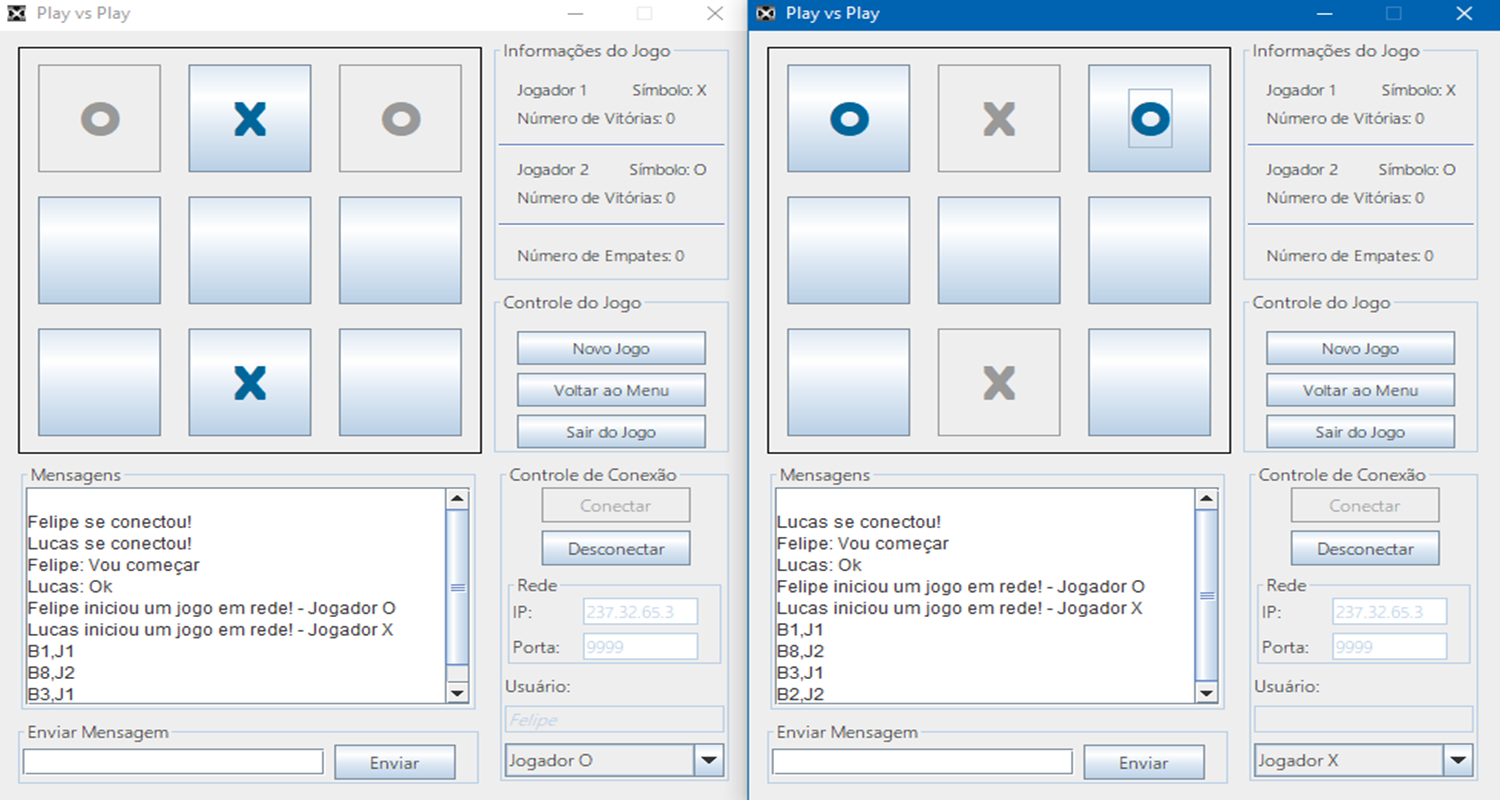 Play vs Play
O X O
X
Informações do Jogo
Jogador 1 Símbolo: X
Número de Vitórias: 0
Jogador 2 Símbolo: O
Número de Vitórias: 0
Número de Empates: 0
Controle do Jogo
Novo Jogo
Voltar ao Menu
Sair do Jogo
Mensagens
Felipe se conectou!
Lucas se conectou!
Felipe: Vou começar
Lucas: Ok
Felipe iniciou um jogo em rede! - Jogador O
Lucas iniciou um jogo em rede! - Jogador X
B1,J1
B8,J2
B3,J1
Enviar Mensagem
Enviar
Controle de Conexão
Conectar
Desconectar
Rede
IP: 237.32.65.3
Porta: 9999
Usuário:
Felipe
Jogador O
Play vs Play
O X O
X
Informações do Jogo
Jogador 1 Símbolo: X
Número de Vitórias: 0
Jogador 2 Símbolo: O
Número de Vitórias: 0
Número de Empates: 0
Controle do Jogo
Novo Jogo
Voltar ao Menu
Sair do Jogo
Mensagens
Lucas se conectou!
Felipe: Vou começar
Lucas: Ok
Felipe iniciou um jogo em rede! - Jogador O
Lucas iniciou um jogo em rede! - Jogador X
B1,J1
B8,J2
B3,J1
B2,J2
Enviar Mensagem
Enviar
Controle de Conexão
Conectar
Desconectar
Rede
IP: 237.32.65.3
Porta: 9999
Usuário:
Jogador X